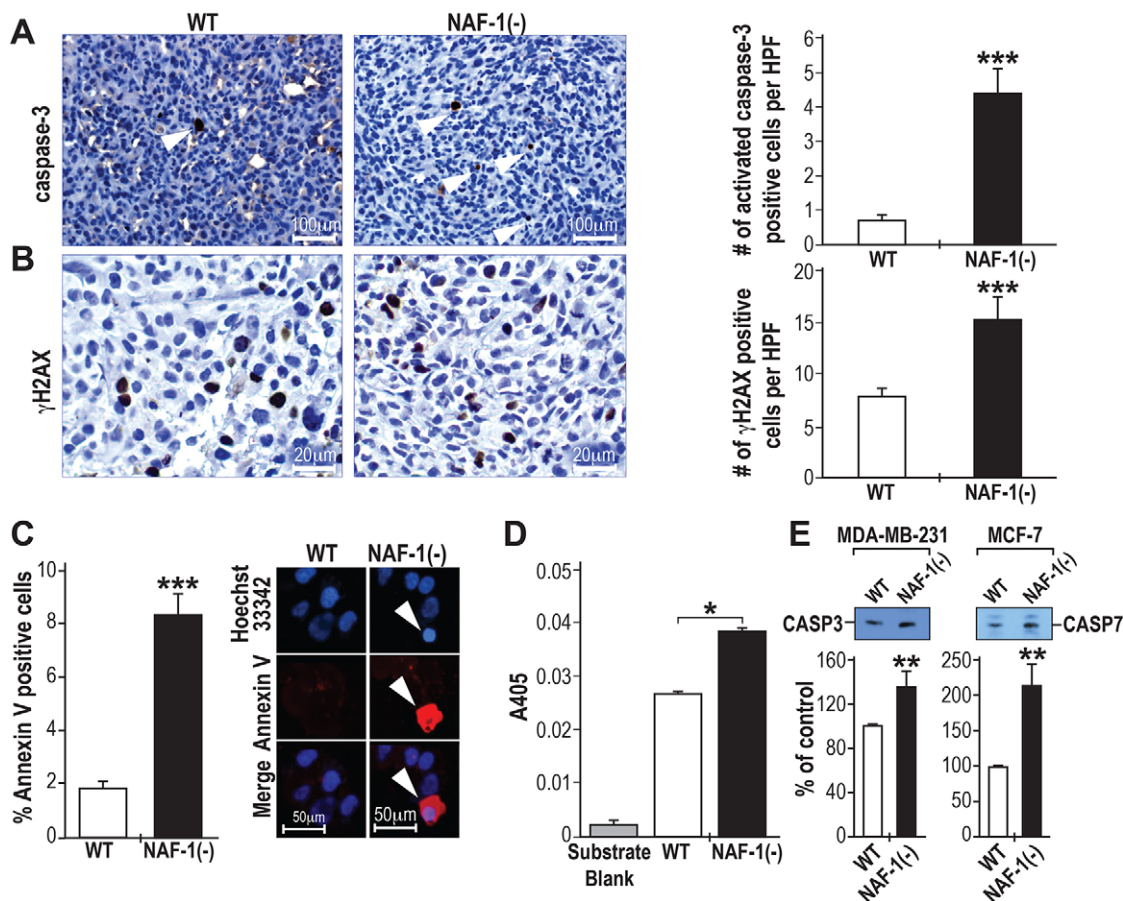 A
WT
NAF-1(-)
caspase-3
100µm
100µm
# of activated caspase-3
positive cells per HPF
6
5
4
3
2
1
0
***
WT
NAF-1(-)
B
γH2AX
20µm
20µm
# of γH2AX positive
cells per HPF
20
15
10
5
0
***
WT
NAF-1(-)
C
% Annexin V positive cells
10
8
6
4
2
0
***
WT
NAF-1(-)
WT
NAF-1(-)
Hoechst
33342
Annexin V
Merge
50µm
50µm
D
A405
0.05
0.04
0.03
0.02
0.01
0
*
Substrate
Blank
WT
NAF-1(-)
E
MDA-MB-231
MCF-7
WT
NAF-1(-)
WT
NAF-1(-)
CASP3
CASP7
% of control
160
120
80
40
0
**
WT
NAF-1(-)
250
200
150
100
50
0
**
WT
NAF-1(-)